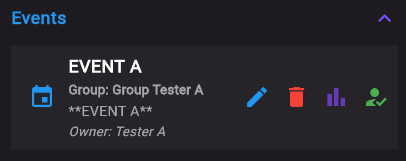 Events
EVENT A
Group: Group Tester A
**EVENT A**
Owner: Tester A